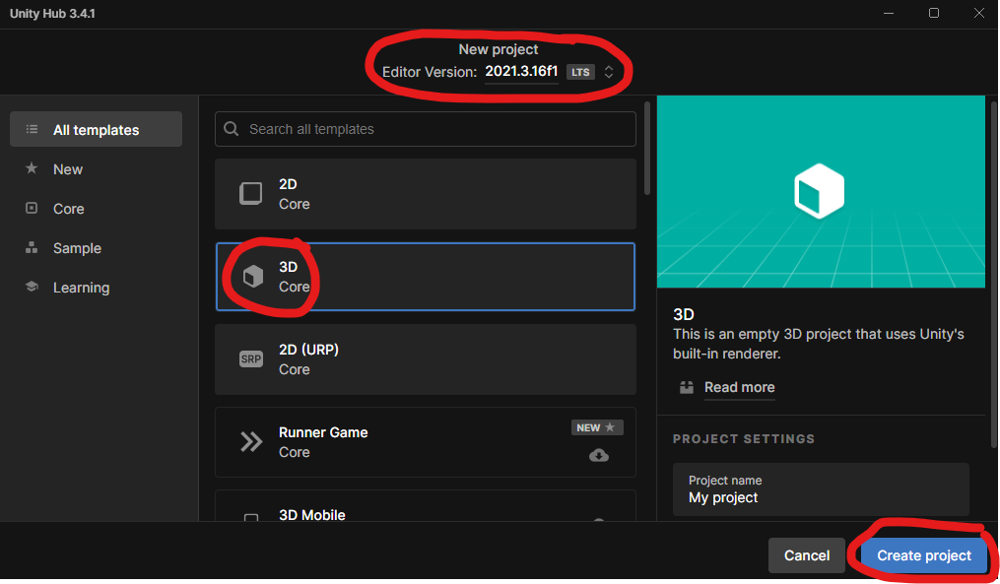 Unity Hub 3.4.1
New project
Editor Version: 2021.3.16f1 LTS
All templates
New
Core
Sample
Learning
Search all templates
2D
Core
3D
Core
SRP
2D (URP)
Core
Runner Game
Core
NEW
3D Mobile
3D
This is an empty 3D project that uses Unity's
built-in renderer.
Read more
PROJECT SETTINGS
Project name
My project
Cancel
Create project